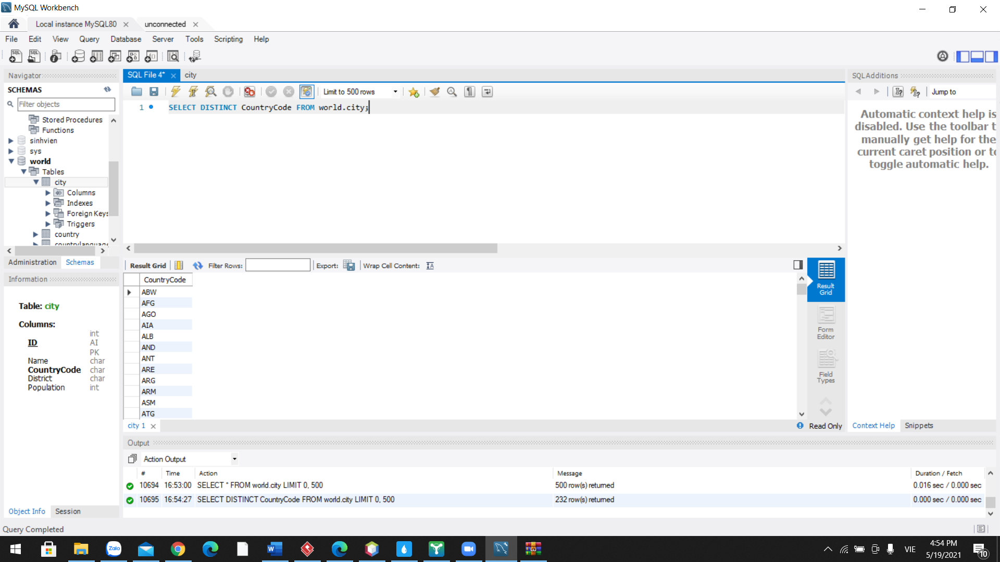 MySQL Workbench
Local instance MySQL80
unconnected
File Edit View Query Database Server Tools Scripting Help
Navigator
SCHEMAS
Filter objects
Stored Procedures
Functions
sinhvien
sys
world
Tables
city
Columns
Indexes
Foreign Keys
Triggers
country
countrylanguage
Administration Schemas
Information
Table: city
Columns:
int
ID AI
PK
Name char
CountryCode char
District char
Population int
Object Info Session
Query Completed
SQL File 4* city
Limit to 500 rows
1 SELECT DISTINCT CountryCode FROM world.city;
Result Grid Filter Rows: Export: Wrap Cell Content:
CountryCode
ABW
AFG
AGO
AIA
ALB
AND
ANT
ARE
ARG
ARM
ASM
ATG
Result
Grid
Form
Editor
Field
Types
city 1
Read Only
SQLAdditions
Jump to
Automatic context help is
disabled. Use the toolbar t
manually get help for the
current caret position or to
toggle automatic help.
Context Help Snippets
Output
Action Output
# Time Action Message Duration / Fetch
10694 16:53:00 SELECT * FROM world.city LIMIT 0, 500 500 row(s) returned 0.016 sec / 0.000 sec
10695 16:54:27 SELECT DISTINCT CountryCode FROM world.city LIMIT 0, 500 232 row(s) returned 0.000 sec / 0.000 sec
Zalo
VIE
4:54 PM
5/19/2021
10